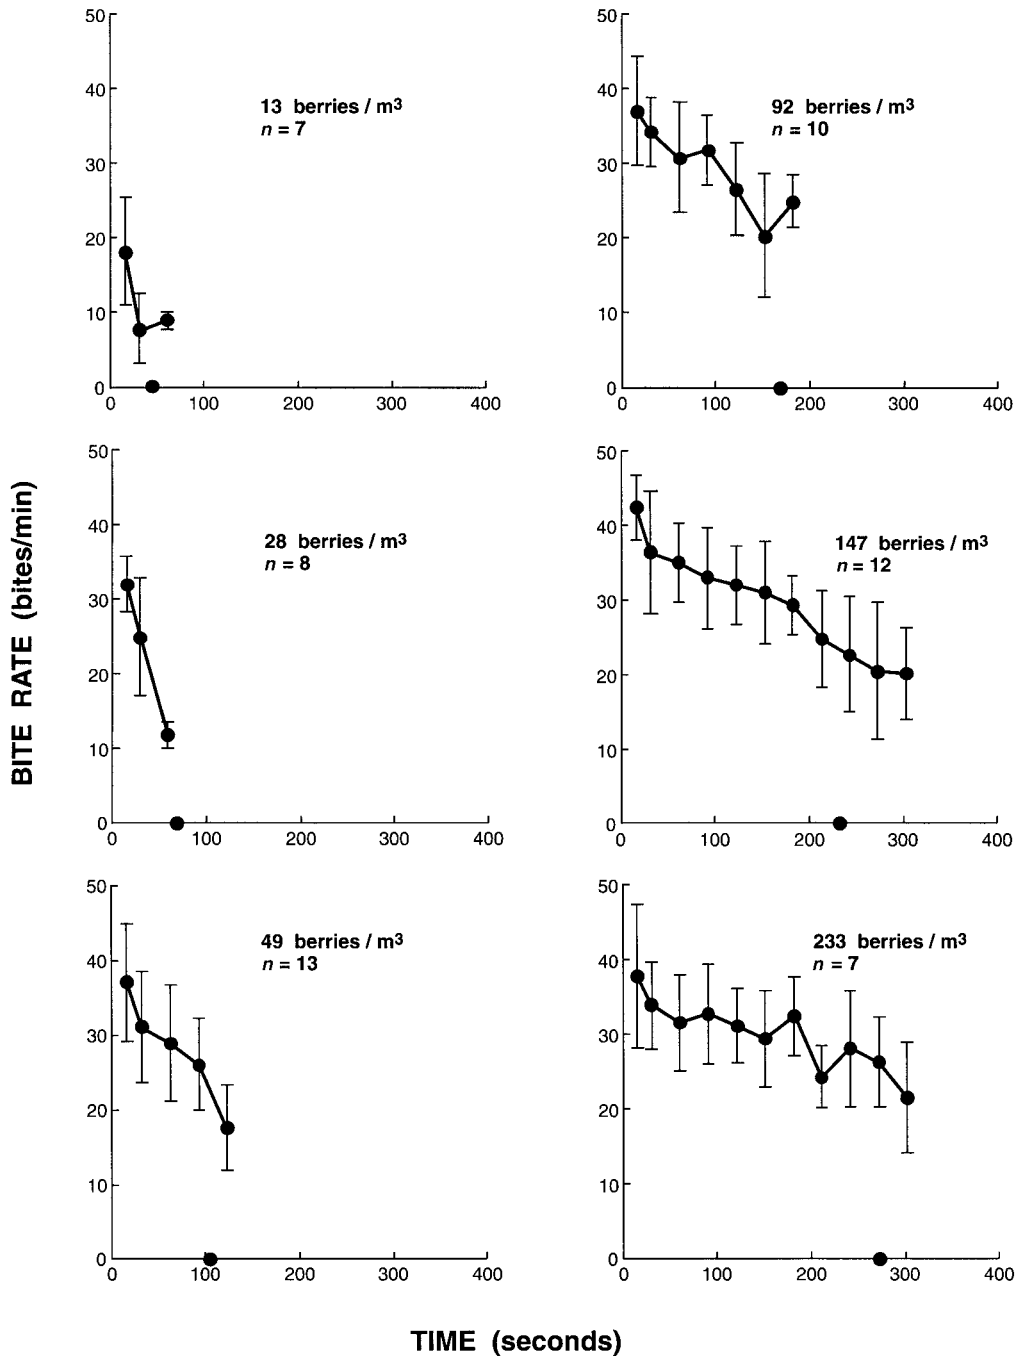 50
40
30
20
10
0
0 100 200 300 400
13 berries / m³
n = 7
50
40
30
20
10
0
0 100 200 300 400
92 berries / m³
n = 10
50
40
30
20
10
0
0 100 200 300 400
28 berries / m³
n = 8
50
40
30
20
10
0
0 100 200 300 400
147 berries / m³
n = 12
50
40
30
20
10
0
0 100 200 300 400
49 berries / m³
n = 13
50
40
30
20
10
0
0 100 200 300 400
233 berries / m³
n = 7
BITE RATE (bites/min)
TIME (seconds)